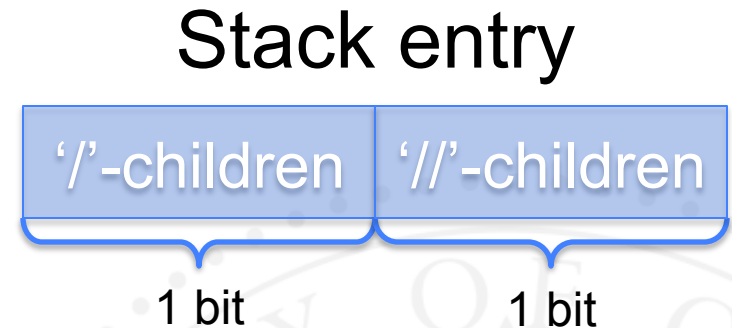 Stack entry
‘/’-children ‘//’-children
1 bit 1 bit